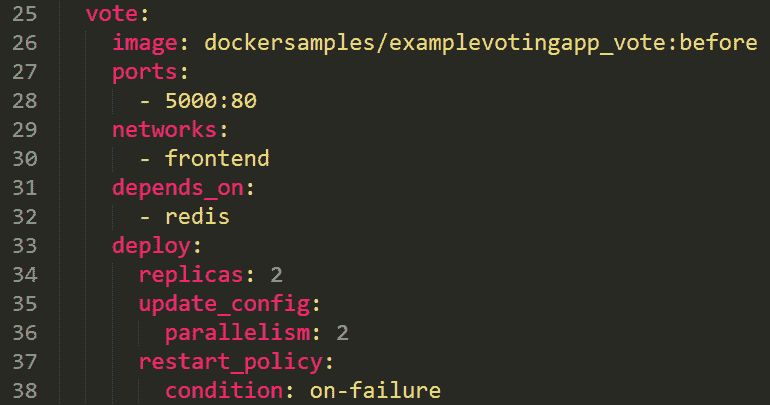 25 vote:
26 image: dockersamples/examplevotingapp_vote:before
27 ports:
28 - 5000:80
29 networks:
30 - frontend
31 depends_on:
32 - redis
33 deploy:
34 replicas: 2
35 update_config:
36 parallelism: 2
37 restart_policy:
38 condition: on-failure